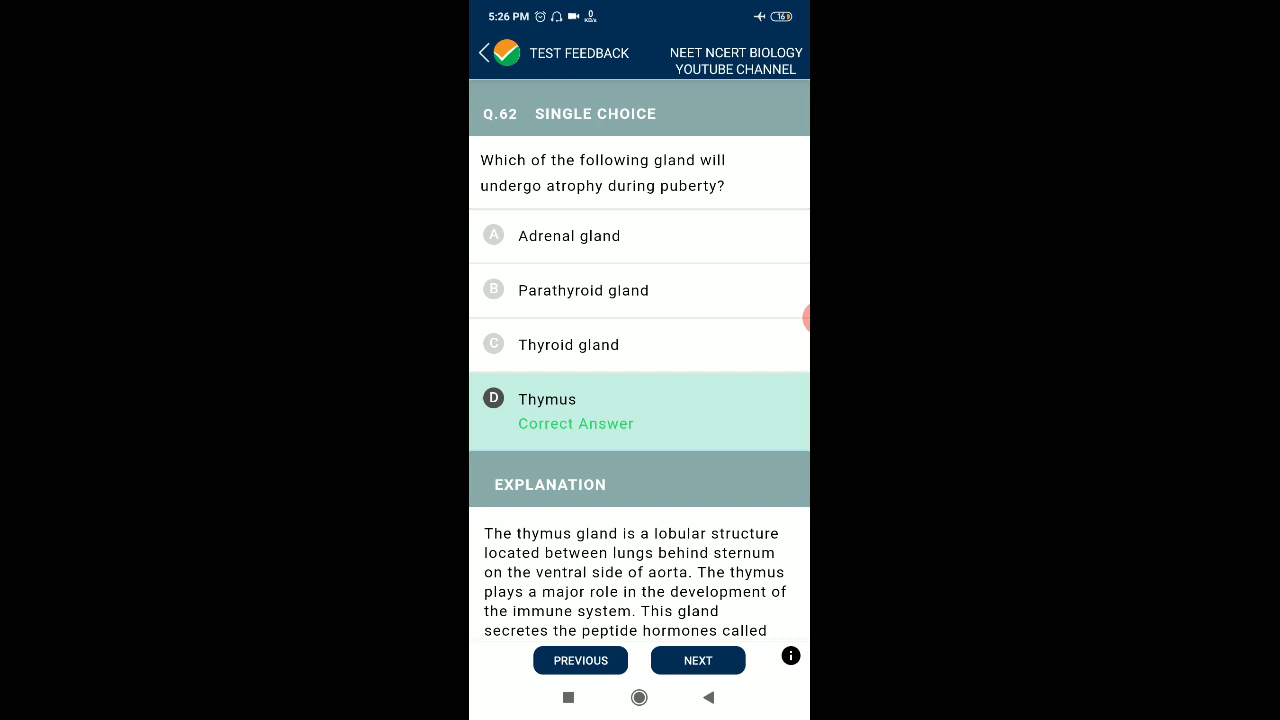 5:26 PM 0 KB/s 16
TEST FEEDBACK NEET NCERT BIOLOGY
YOUTUBE CHANNEL
Q.62 SINGLE CHOICE
Which of the following gland will
undergo atrophy during puberty?
A Adrenal gland
B Parathyroid gland
C Thyroid gland
D Thymus
Correct Answer
EXPLANATION
The thymus gland is a lobular structure
located between lungs behind sternum
on the ventral side of aorta. The thymus
plays a major role in the development of
the immune system. This gland
secretes the peptide hormones called
PREVIOUS NEXT